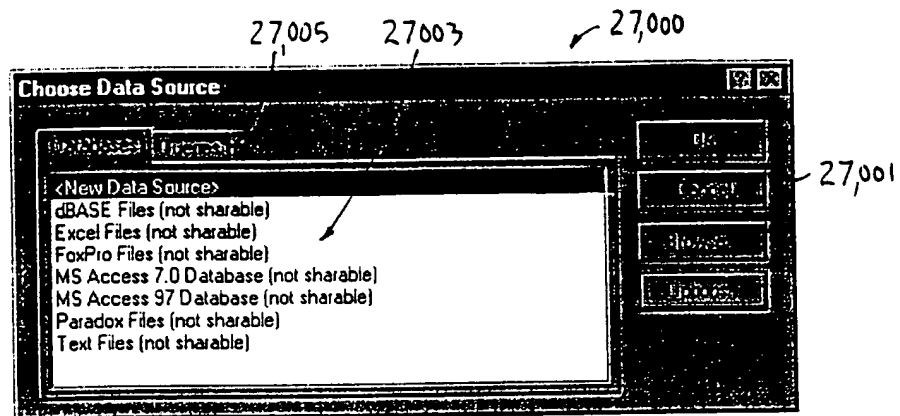 27,005 27003 27,000
Choose Data Source
Databases
27,001
<New Data Source>
dBASE Files (not sharable)
Excel Files (not sharable)
FoxPro Files (not sharable)
MS Access 7.0 Database (not sharable)
MS Access 97 Database (not sharable)
Paradox Files (not sharable)
Text Files (not sharable)